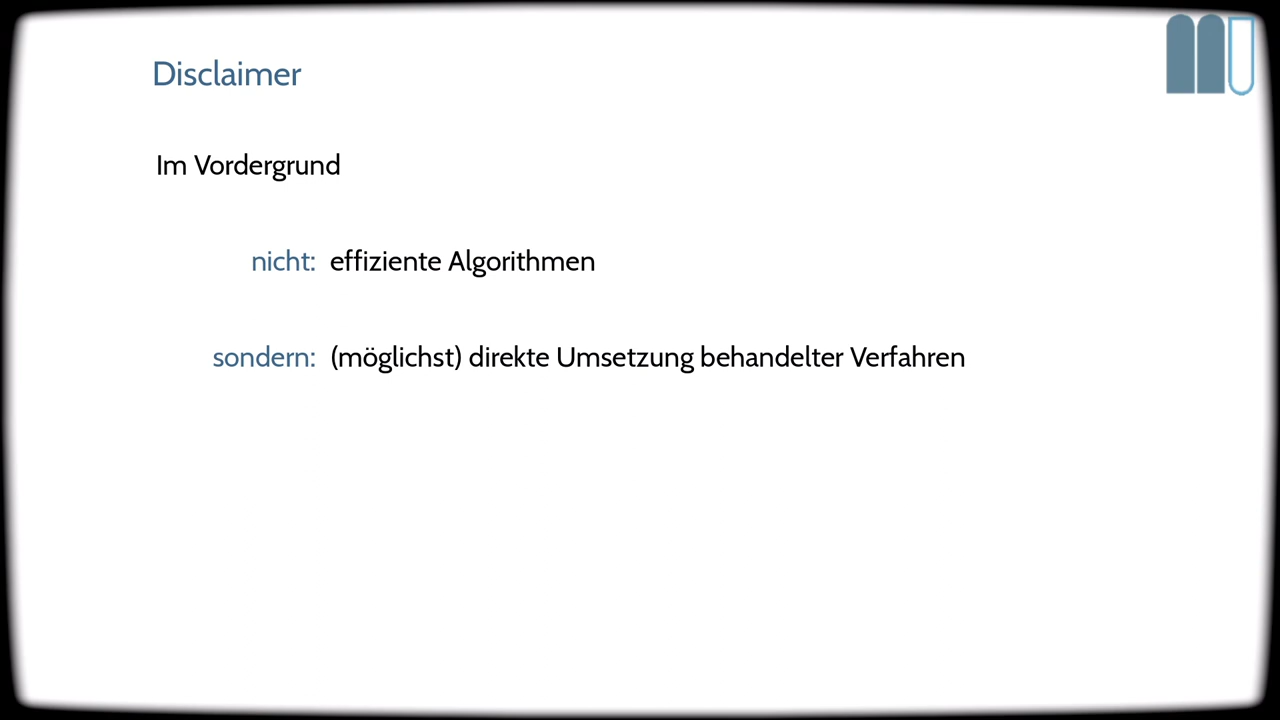 Disclaimer
Im Vordergrund
nicht: effiziente Algorithmen
sondern: (möglichst) direkte Umsetzung behandelter Verfahren